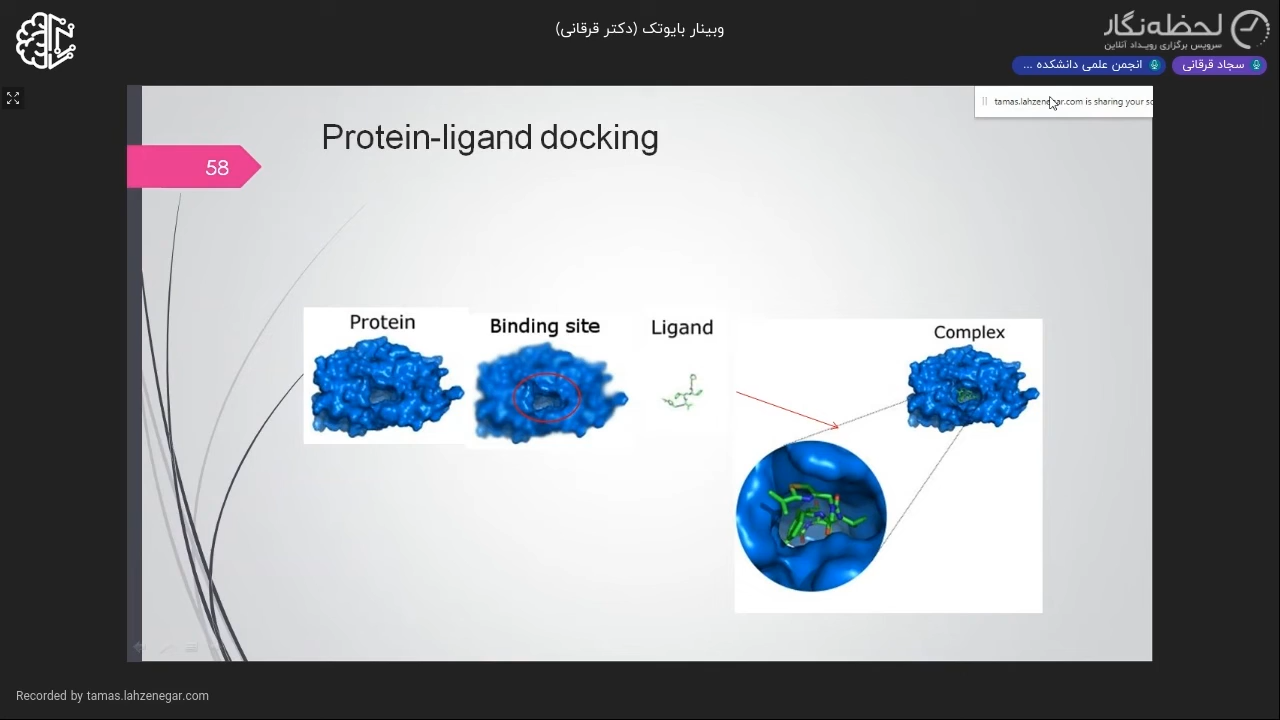 وبینار بایوتک (دکتر قرقانی)
لحظه‌نگار
سرویس برگزاری رویداد آنلاین
سجاد قرقانی
انجمن علمی دانشکده ...
tamas.lahzenegar.com is sharing your sc
Protein-ligand docking
58
Protein
Binding site
Ligand
Complex
Recorded by tamas.lahzenegar.com